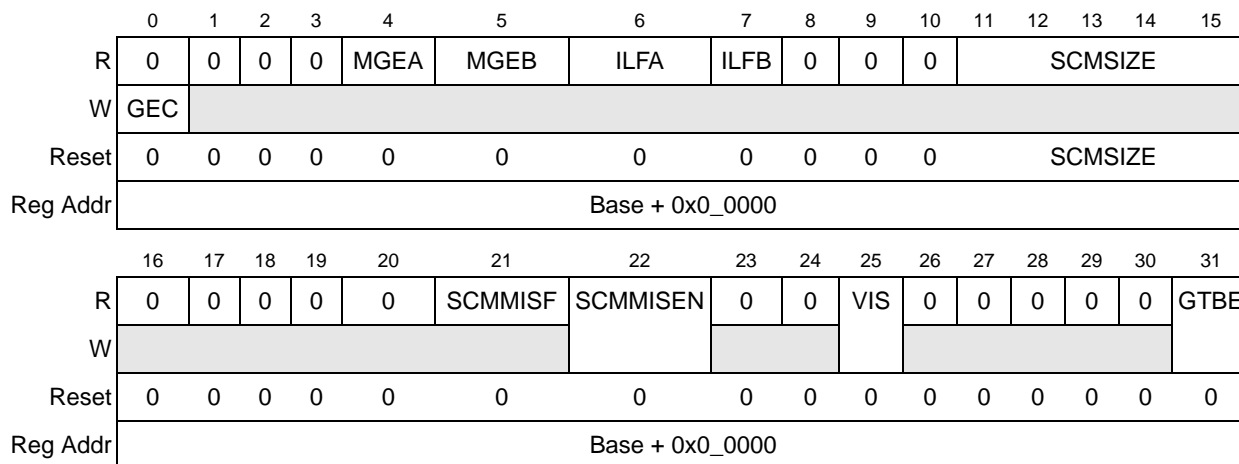 0 1 2 3 4 5 6 7 8 9 10 11 12 13 14 15
R 0 0 0 0 MGEA MGEB ILFA ILFB 0 0 0 SCMSIZE
W GEC
Reset 0 0 0 0 0 0 0 0 0 0 0 SCMSIZE
Reg Addr Base + 0x0_0000
16 17 18 19 20 21 22 23 24 25 26 27 28 29 30 31
R 0 0 0 0 0 SCMMISF SCMMISEN 0 0 VIS 0 0 0 0 0 GTBE
W
Reset 0 0 0 0 0 0 0 0 0 0 0 0 0 0 0 0
Reg Addr Base + 0x0_0000